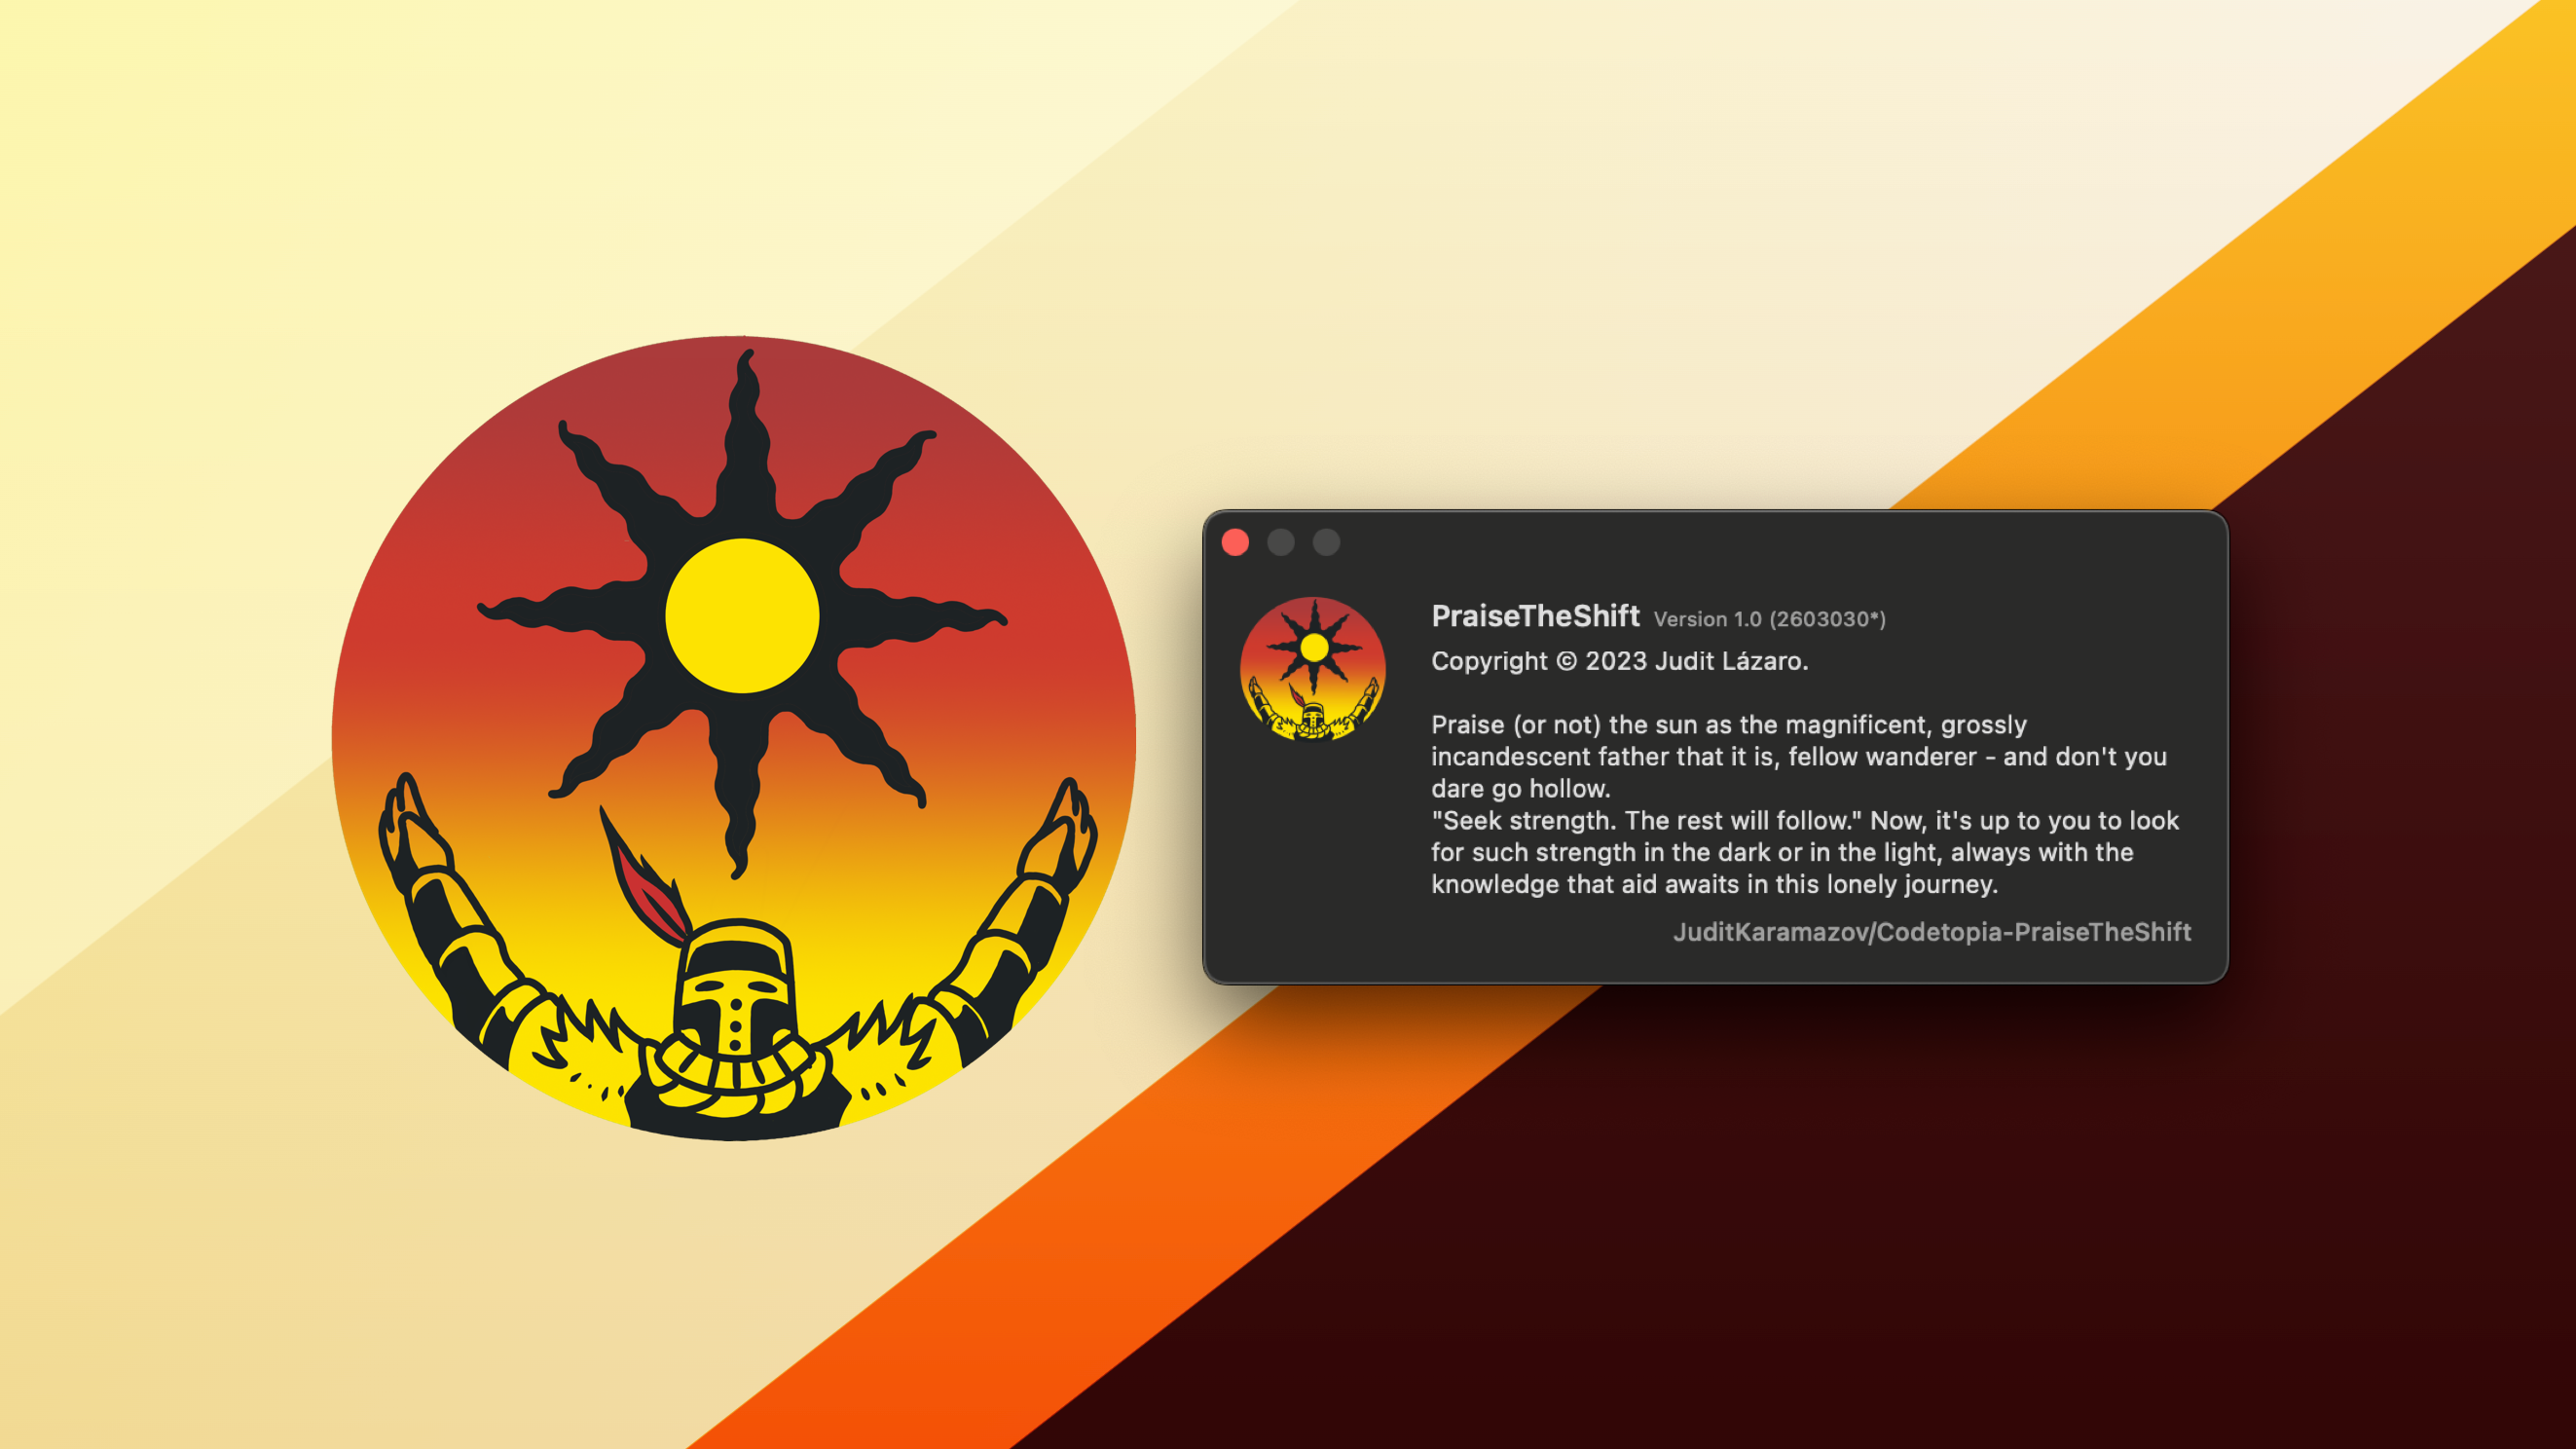 PraiseTheShift Version 1.0 (2603030*)
Copyright © 2023 Judit Lázaro.
Praise (or not) the sun as the magnificent, grossly
incandescent father that it is, fellow wanderer - and don't you
dare go hollow.
"Seek strength. The rest will follow." Now, it's up to you to look
for such strength in the dark or in the light, always with the
knowledge that aid awaits in this lonely journey.
JuditKaramazov/Codetopia-PraiseTheShift